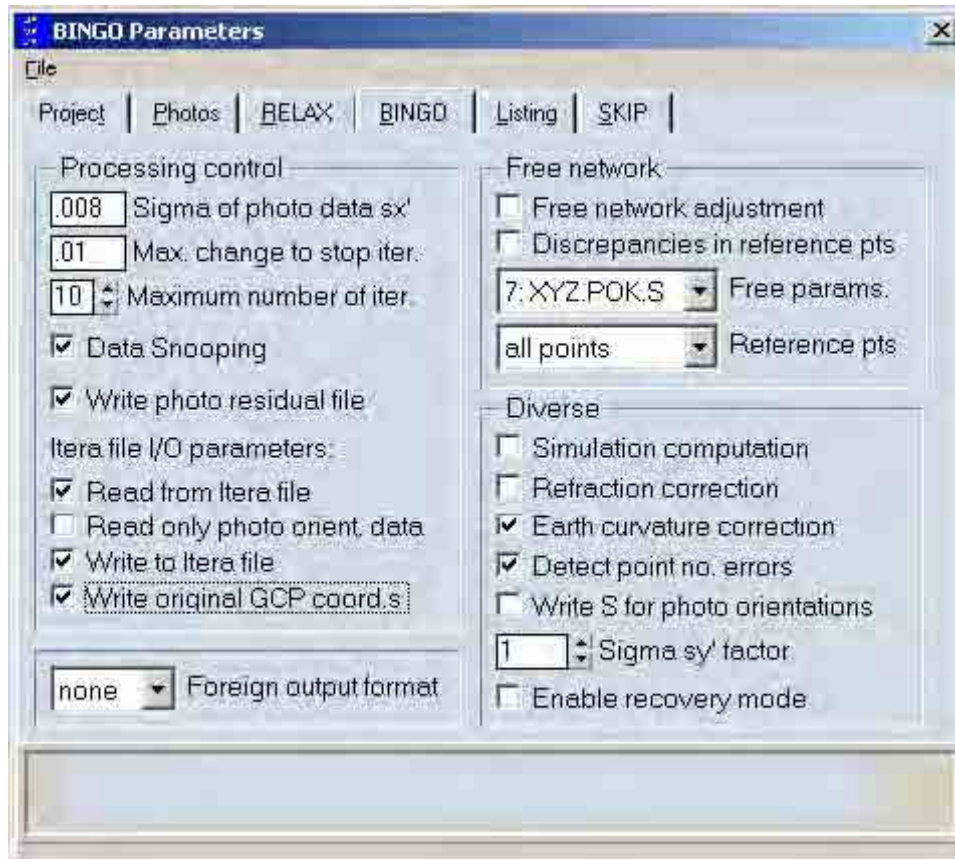 BINGO Parameters
File
Project Photos RELAX BINGO Listing SKIP
Processing control
.008 Sigma of photo data sx'
.01 Max. change to stop iter.
10 Maximum number of iter.
Data Snooping
Write photo residual file
Itera file I/O parameters:
Read from Itera file
Read only photo orient. data
Write to Itera file
Write original GCP coord.s
none Foreign output format
Free network
Free network adjustment
Discrepancies in reference pts
7: XYZ.POK.S Free params.
all points Reference pts
Diverse
Simulation computation
Refraction correction
Earth curvature correction
Detect point no. errors
Write S for photo orientations
1 Sigma sy' factor
Enable recovery mode